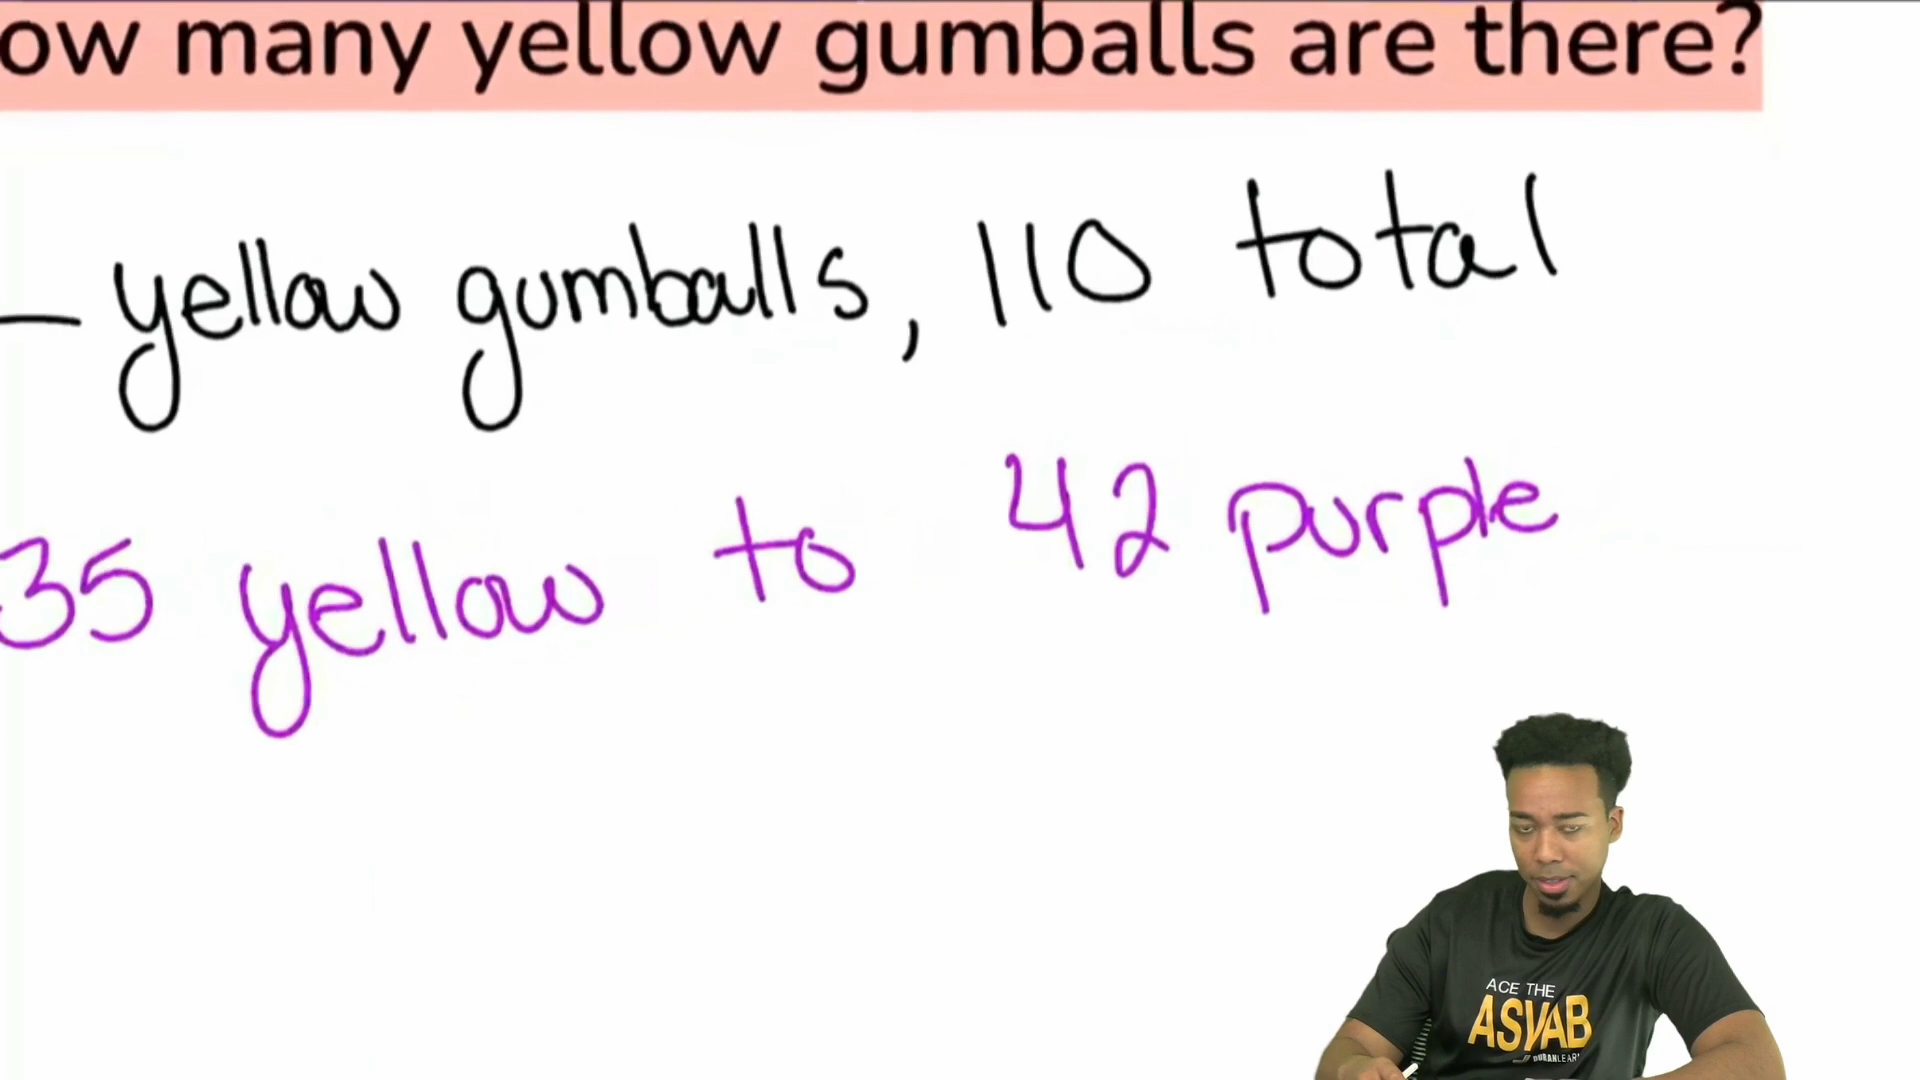 ow many yellow gumballs are there?
- yellow gumballs, 110 total
35 yellow to 42 purple
ACE THE
ASVAB